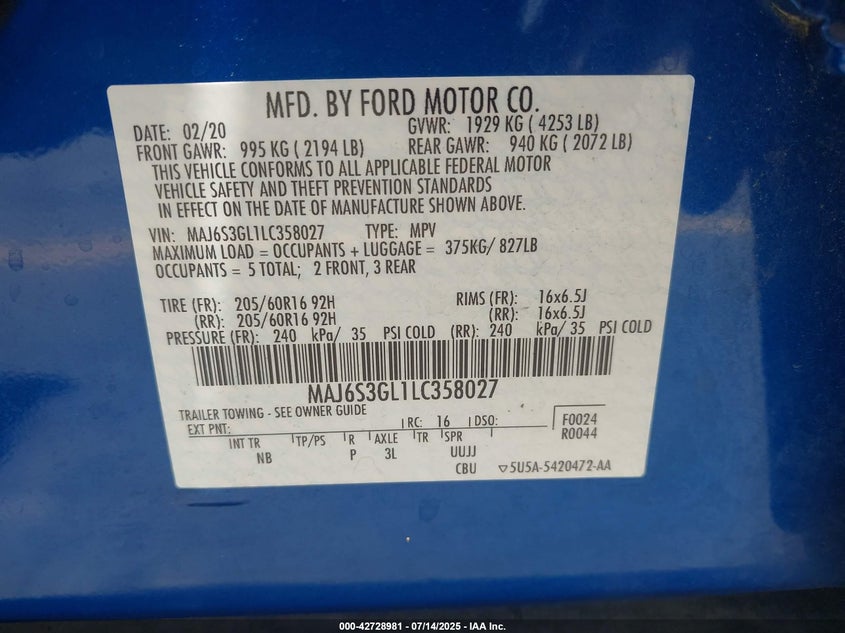 MFD. BY FORD MOTOR CO.
DATE: 02/20 GVWR: 1929 KG ( 4253 LB)
FRONT GAWR: 995 KG ( 2194 LB) REAR GAWR: 940 KG ( 2072 LB)
THIS VEHICLE CONFORMS TO ALL APPLICABLE FEDERAL MOTOR
VEHICLE SAFETY AND THEFT PREVENTION STANDARDS
IN EFFECT ON THE DATE OF MANUFACTURE SHOWN ABOVE.
VIN: MAJ6S3GL1LC358027 TYPE: MPV
MAXIMUM LOAD = OCCUPANTS + LUGGAGE = 375KG/ 827LB
OCCUPANTS = 5 TOTAL; 2 FRONT, 3 REAR
TIRE (FR): 205/60R16 92H RIMS (FR): 16x6.5J
(RR): 205/60R16 92H (RR): 16x6.5J
PRESSURE (FR): 240 kPa/ 35 PSI COLD (RR): 240 kPa/ 35 PSI COLD
MAJ6S3GL1LC358027
TRAILER TOWING - SEE OWNER GUIDE
EXT PNT: RC: 16 DSO: F0024
R0044
INT TR TP/PS R AXLE TR SPR
NB P 3L UUJJ
CBU 5U5A-5420472-AA
000-42728981 - 07/14/2025 - IAA Inc.